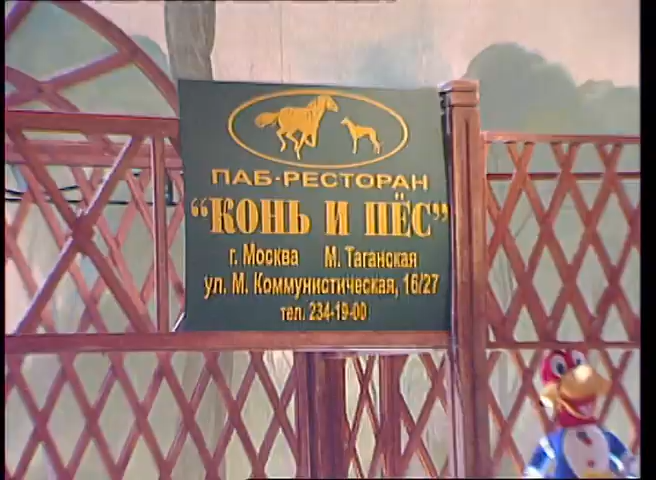 ПАБ-РЕСТОРАН
“КОНЬ И ПЁС”
г. Москва М. Таганская
ул. М. Коммунистическая, 16/27
тел. 234-19-00